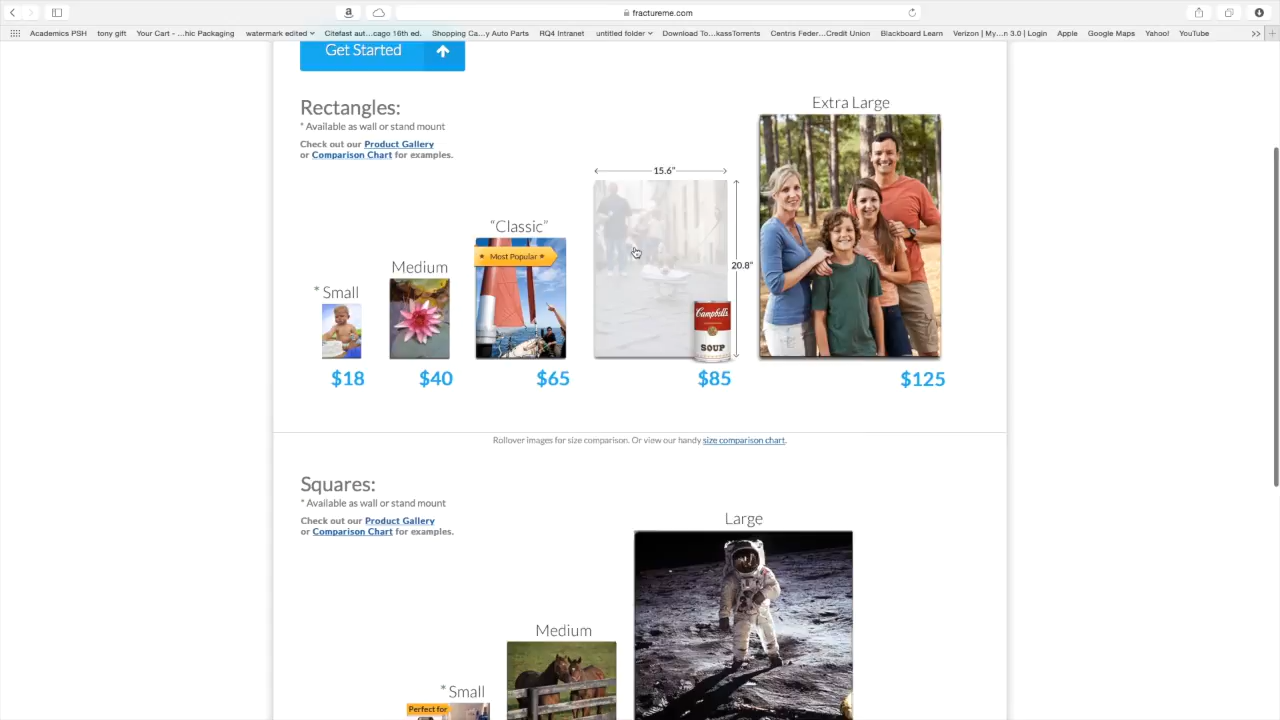 fractureme.com
Academics PSH
tony gift
Your Cart - ...hic Packaging
watermark edited
Citefast aut...cago 16th ed.
Shopping Ca...y Auto Parts
RQ4 Intranet
untitled folder
Download To...kassTorrents
Centris Feder...Credit Union
Blackboard Learn
Verizon | My...n 3.0 | Login
Apple
Google Maps
Yahoo!
YouTube
Get Started
Rectangles:
* Available as wall or stand mount
Check out our Product Gallery
or Comparison Chart for examples.
* Small
Medium
"Classic"
★ Most Popular ★
15.6"
20.8"
Campbell's
SOUP
Extra Large
$18
$40
$65
$85
$125
Rollover images for size comparison. Or view our handy size comparison chart.
Squares:
* Available as wall or stand mount
Check out our Product Gallery
or Comparison Chart for examples.
* Small
Perfect for
Medium
Large